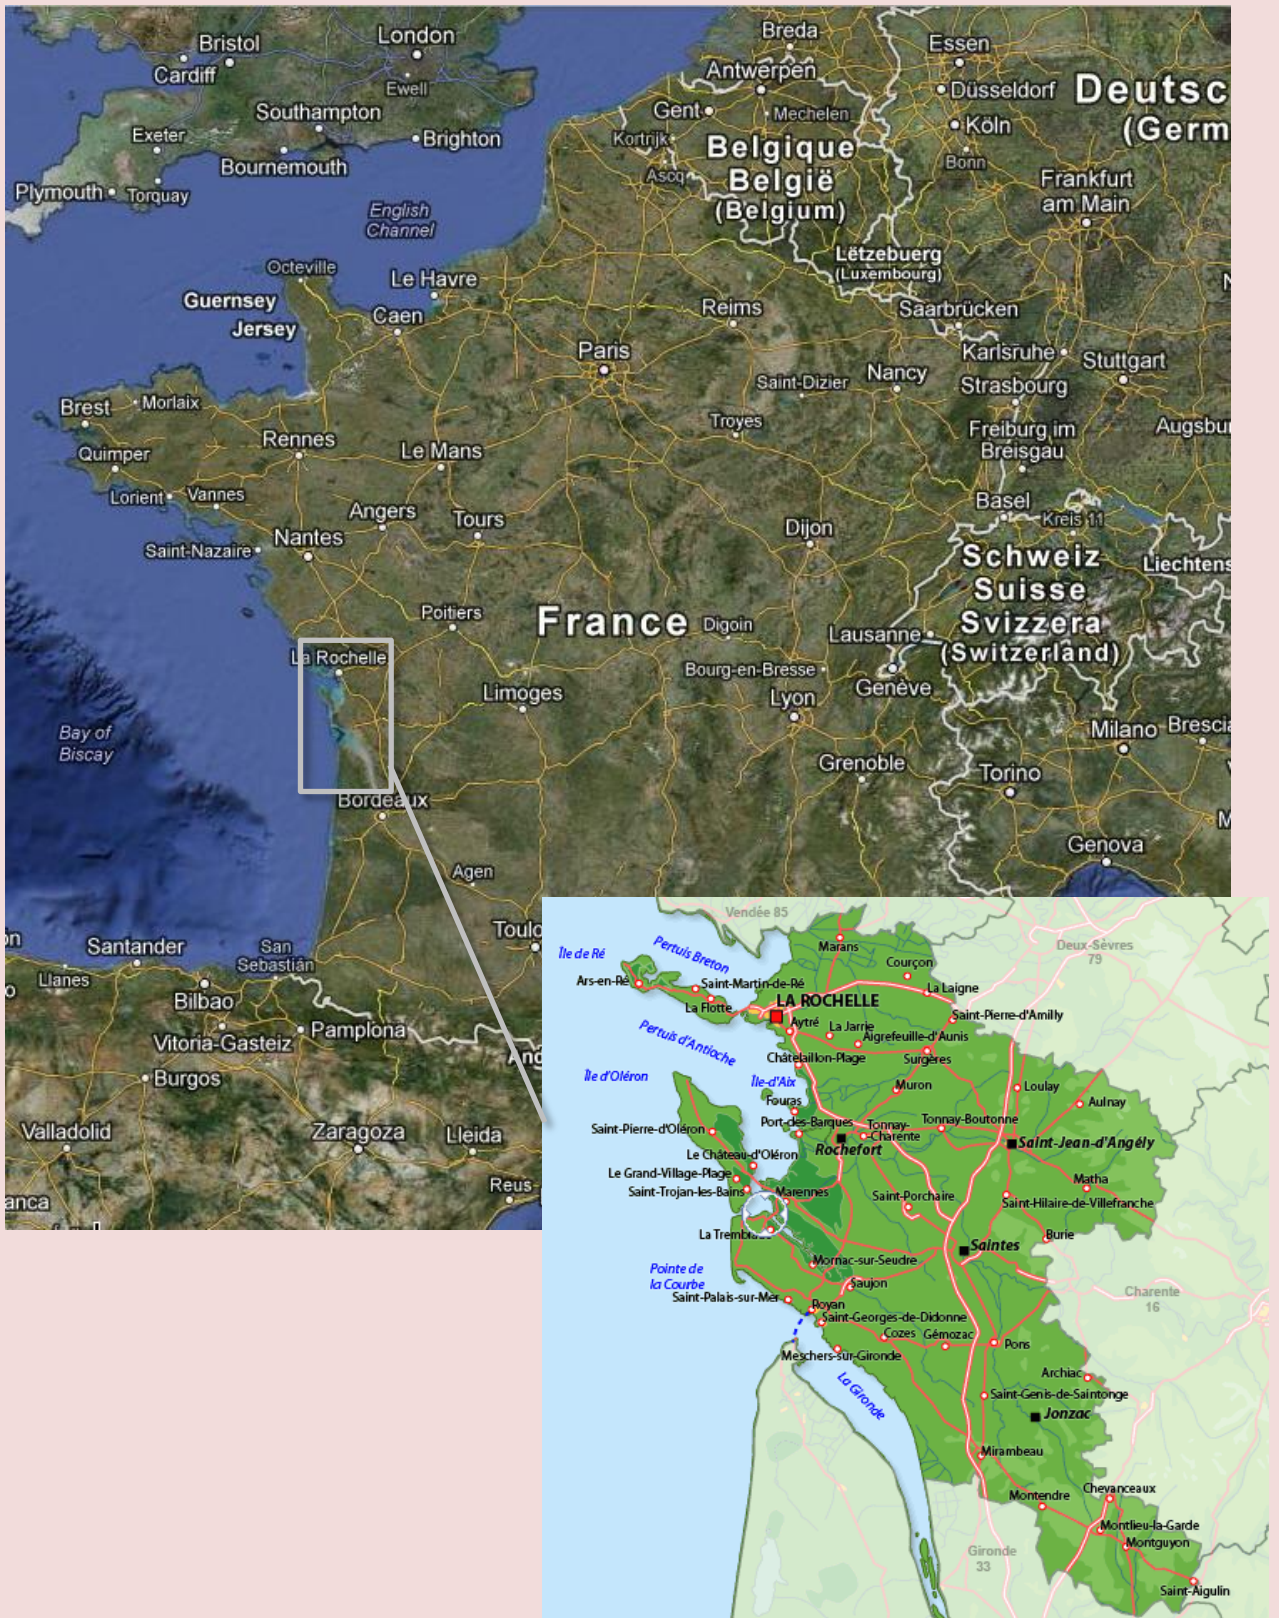 Bristol
London
Cardiff
Ewell
Southampton
Exeter
Brighton
Bournemouth
Plymouth
Torquay
English
Channel
Breda
Essen
Antwerpen
Düsseldorf
Deutsc
(Germ
Gent
Mechelen
Köln
Kortrijk
Belgique
België
(Belgium)
Bonn
Ascq
Frankfurt
am Main
Octeville
Le Havre
Guernsey
Jersey
Caen
Lëtzebuerg
(Luxembourg)
Reims
Saarbrücken
Paris
Karlsruhe
Stuttgart
Saint-Dizier
Nancy
Strasbourg
Brest
Morlaix
Troyes
Freiburg im
Breisgau
Augsbur
Quimper
Rennes
Le Mans
Lorient
Vannes
Angers
Tours
Basel
Kreis 11
Dijon
Saint-Nazaire
Nantes
Schweiz
Suisse
Svizzera
(Switzerland)
Liechtens
Poitiers
France
Digoin
Lausanne
La Rochelle
Bourg-en-Bresse
Genève
Limoges
Lyon
Bay of
Biscay
Milano
Brescia
Grenoble
Torino
Bordeaux
Genova
Agen
Toulo
Santander
San
Sebastián
Llanes
Bilbao
Vitoria-Gasteiz
Pamplona
Ando
Burgos
Valladolid
Zaragoza
Lleida
Reus
anca
Vendée 85
Deux-Sèvres
79
Île de Ré
Pertuis Breton
Marans
Courçon
Ars-en-Ré
Saint-Martin-de-Ré
La Laigne
La Flotte
LA ROCHELLE
Saint-Pierre-d'Amilly
Aytré
La Jarrie
Aigrefeuille-d'Aunis
Pertuis d'Antioche
Châtelaillon-Plage
Surgères
Île d'Oléron
Île-d'Aix
Muron
Loulay
Fouras
Aulnay
Port-des-Barques
Tonnay-
Charente
Tonnay-Boutonne
Saint-Pierre-d'Oléron
Rochefort
Saint-Jean-d'Angély
Le Château-d'Oléron
Le Grand-Village-Plage
Matha
Saint-Trojan-les-Bains
Marennes
Saint-Porchaire
Saint-Hilaire-de-Villefranche
La Tremblade
Burie
Saintes
Mornac-sur-Seudre
Pointe de
la Courbe
Saujon
Charente
16
Saint-Palais-sur-Mer
Royan
Saint-Georges-de-Didonne
Cozes
Gémozac
Pons
Meschers-sur-Gironde
Archiac
La Gironde
Saint-Genis-de-Saintonge
Jonzac
Mirambeau
Chevanceaux
Montendre
Montlieu-la-Garde
Montguyon
Gironde
33
Saint-Aigulin